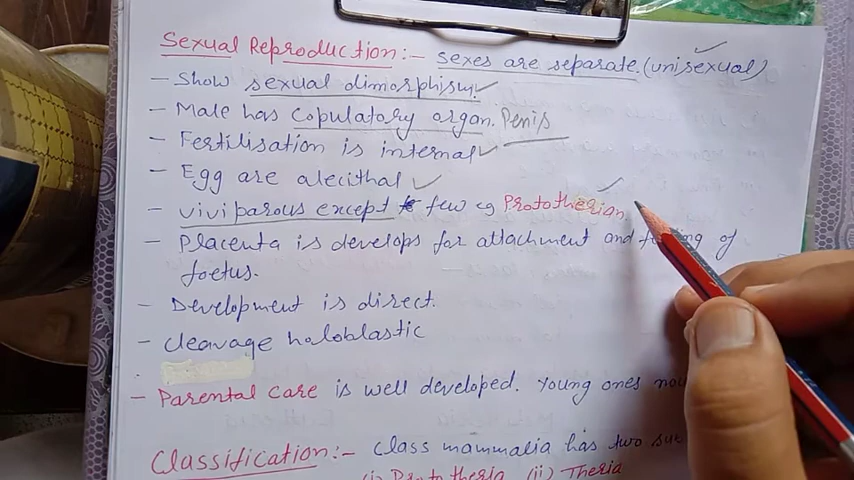 Sexual Reproduction:- Sexes are separate. (unisexual)
- Show sexual dimorphism.
- Male has copulatory organ. Penis
- Fertilisation is internal
- Egg are alecithal
- viviparous except few eg Prototherian
- Placenta is develops for attachment and of
foetus.
- Development is direct.
- cleavage holoblastic
- Parental care is well developed. Young ones
Classification:- Class mammalia has two
(i) Prototheria (ii) Theria